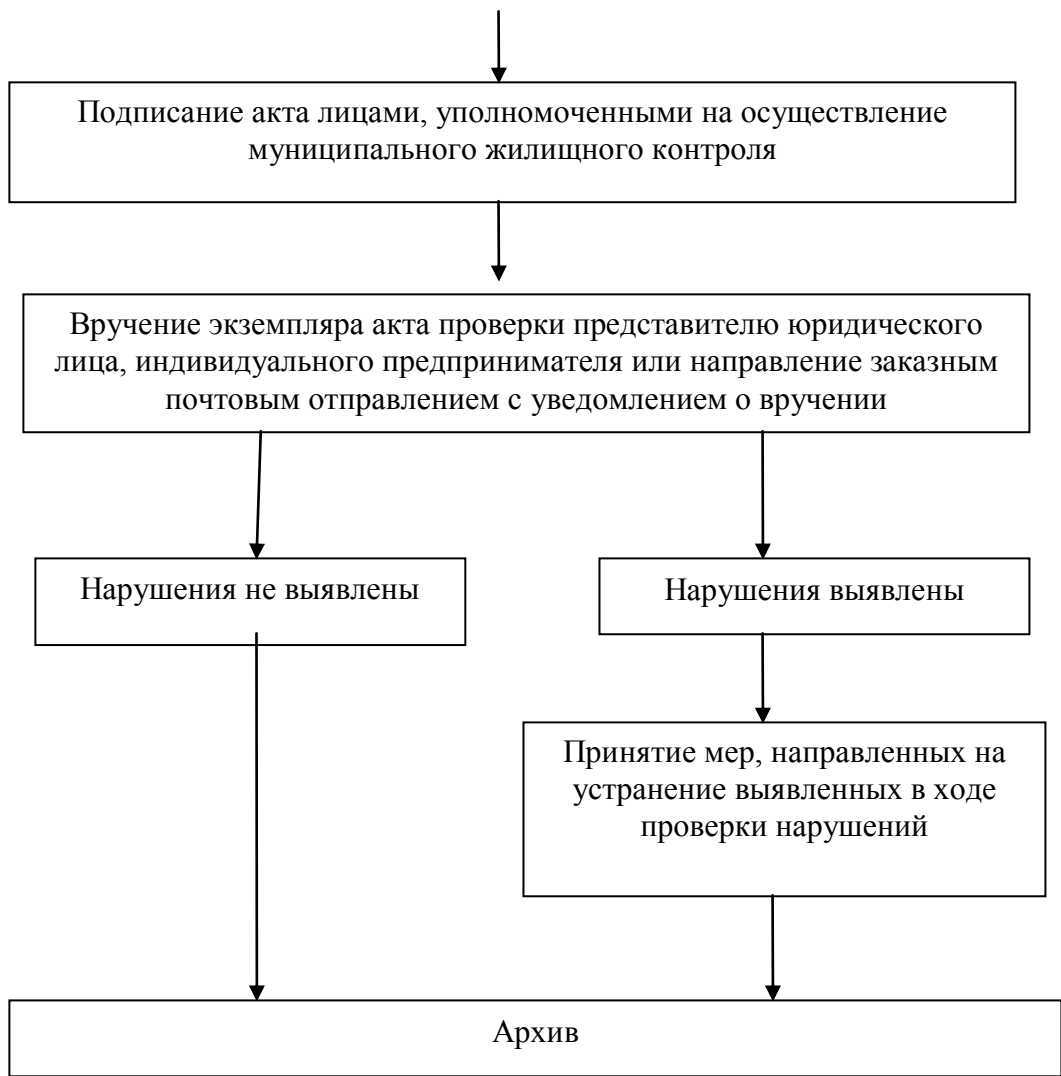 Подписание акта лицами, уполномоченными на осуществление
муниципального жилищного контроля
Вручение экземпляра акта проверки представителю юридического
лица, индивидуального предпринимателя или направление заказным
почтовым отправлением с уведомлением о вручении
Нарушения не выявлены
Нарушения выявлены
Принятие мер, направленных на
устранение выявленных в ходе
проверки нарушений
Архив